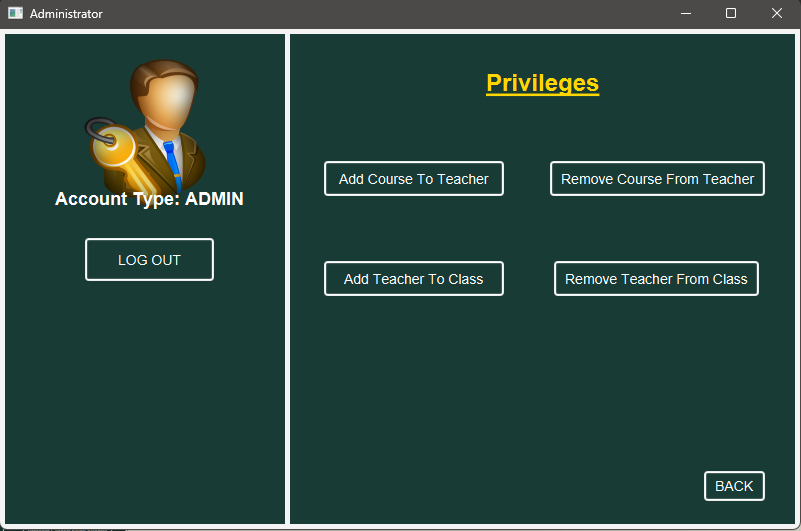 Administrator
Account Type: ADMIN
LOG OUT
Privileges
Add Course To Teacher
Remove Course From Teacher
Add Teacher To Class
Remove Teacher From Class
BACK